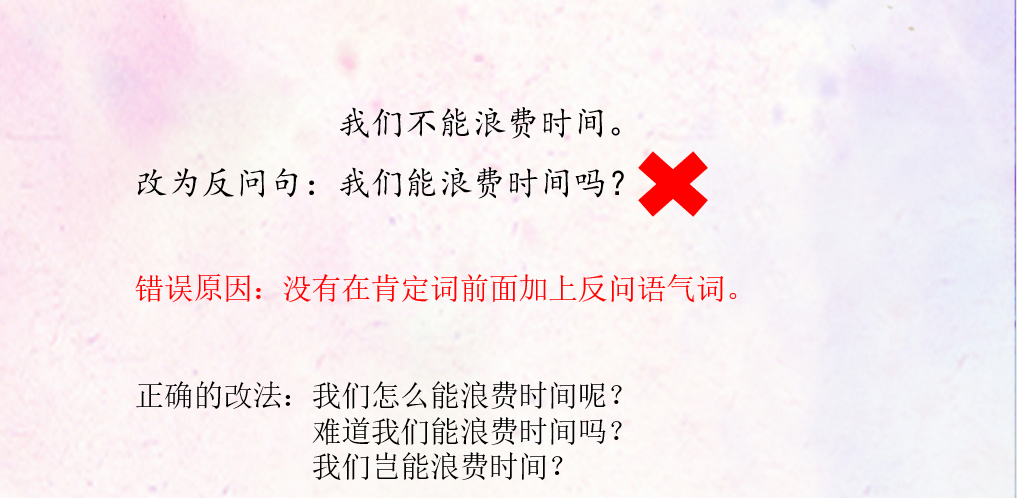 我们不能浪费时间。
改为反问句：我们能浪费时间吗？
错误原因：没有在肯定词前面加上反问语气词。
正确的改法：我们怎么能浪费时间呢？
难道我们能浪费时间吗？
我们岂能浪费时间？